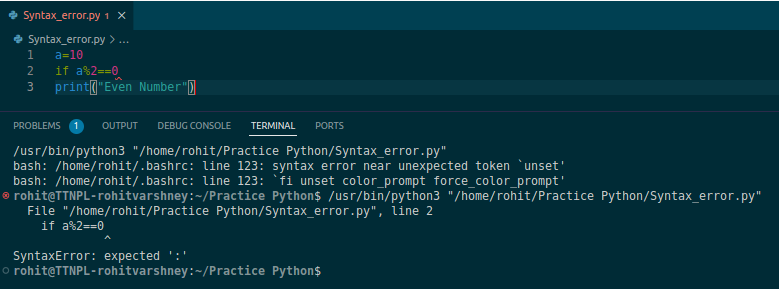 Syntax_error.py 1 ×
Syntax_error.py > ...
1 a=10
2 if a%2==0
3 print("Even Number")
PROBLEMS 1 OUTPUT DEBUG CONSOLE TERMINAL PORTS
/usr/bin/python3 "/home/rohit/Practice Python/Syntax_error.py"
bash: /home/rohit/.bashrc: line 123: syntax error near unexpected token `unset'
bash: /home/rohit/.bashrc: line 123: `fi unset color_prompt force_color_prompt'
rohit@TTNPL-rohitvarshney:~/Practice Python$ /usr/bin/python3 "/home/rohit/Practice Python/Syntax_error.py"
  File "/home/rohit/Practice Python/Syntax_error.py", line 2
    if a%2==0
             ^
SyntaxError: expected ':'
rohit@TTNPL-rohitvarshney:~/Practice Python$